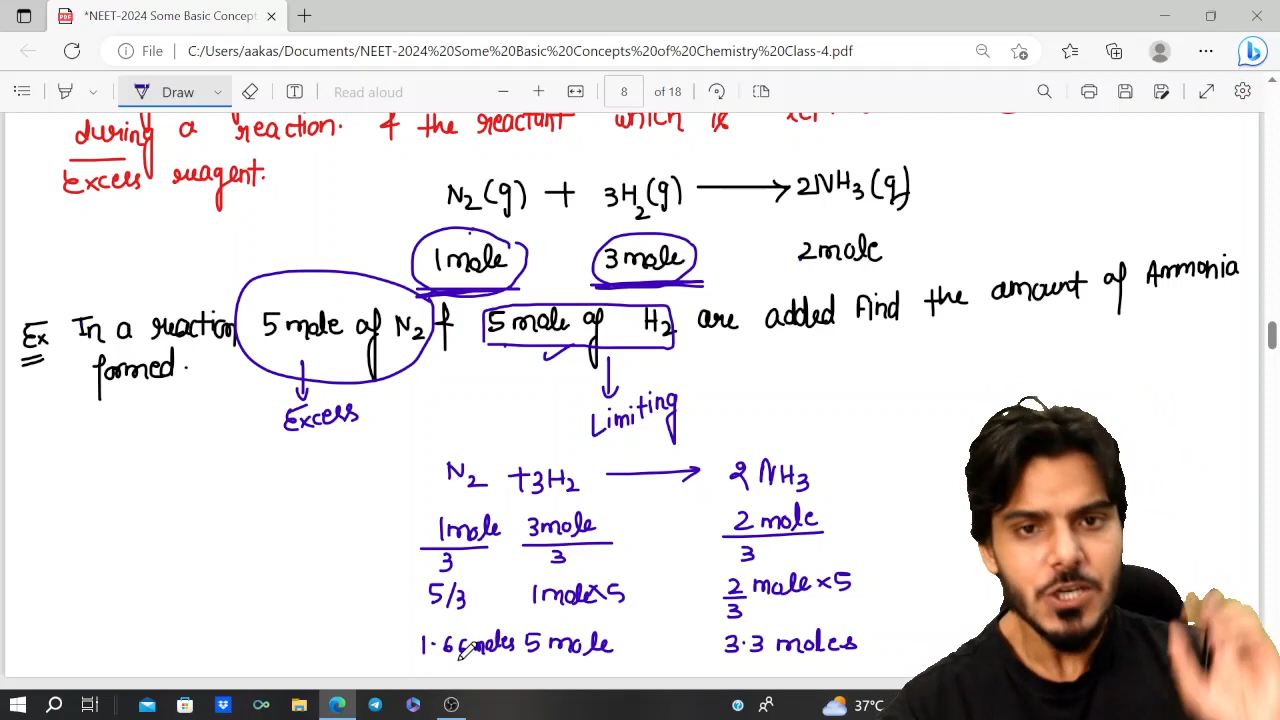 *NEET-2024 Some Basic Concept
File C:/Users/aakas/Documents/NEET-2024%20Some%20Basic%20Concepts%20of%20Chemistry%20Class-4.pdf
Draw Read aloud 8 of 18
during a reaction. & the reactant which is
Excess reagent.
N2(g) + 3H2(g) → 2NH3(g)
1mole 3mole 2mole
Ex In a reaction 5 mole of N2 & 5 mole of H2 are added Find the amount of Ammonia
formed.
Excess Limiting
N2 + 3H2 → 2NH3
1mole/3 3mole/3 2 mole/3
5/3 1mole×5 2/3 mole×5
1.66 moles 5 mole 3.3 moles
37°C